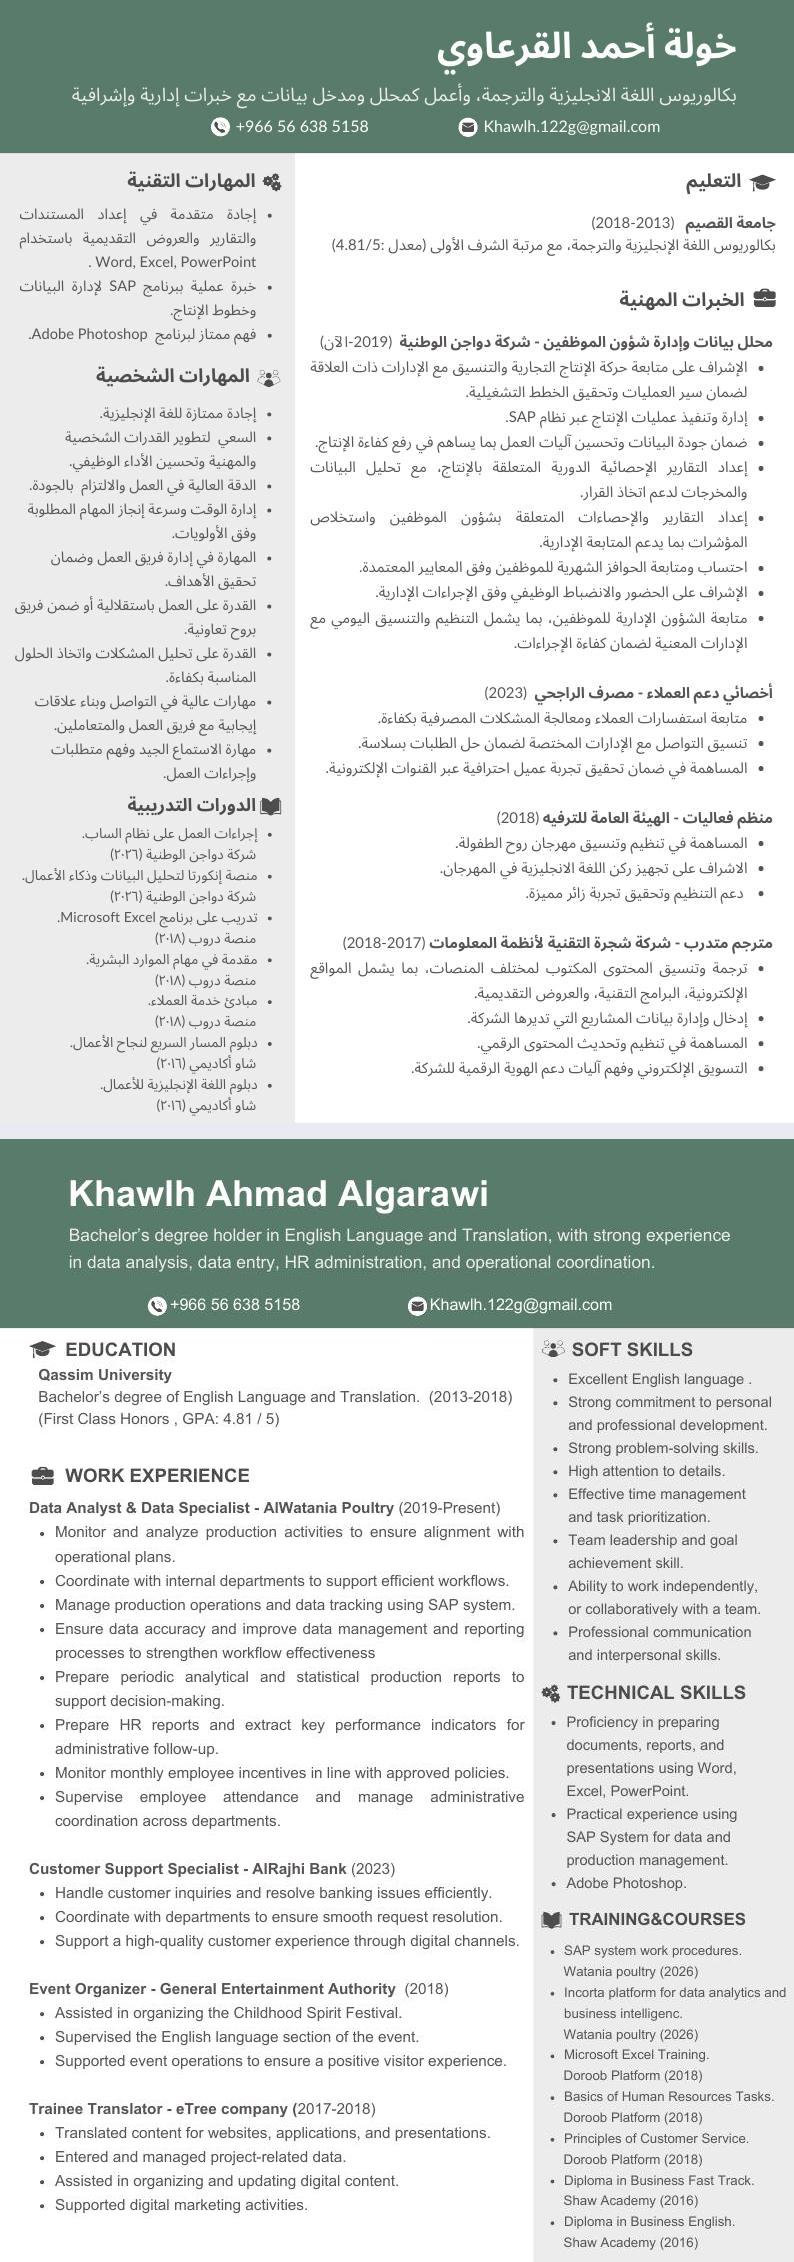 خولة أحمد القرعاوي
بكالوريوس اللغة الانجليزية والترجمة، وأعمل كمحلل ومدخل بيانات مع خبرات إدارية وإشرافية
+966 56 638 5158
Khawlh.122g@gmail.com
التعليم
جامعة القصيم (2013-2018)
بكالوريوس اللغة الإنجليزية والترجمة، مع مرتبة الشرف الأولى (معدل :4.81/5)
الخبرات المهنية
محلل بيانات وإدارة شؤون الموظفين - شركة دواجن الوطنية (2019-الآن)
• الإشراف على متابعة حركة الإنتاج التجارية والتنسيق مع الإدارات ذات العلاقة
لضمان سير العمليات وتحقيق الخطط التشغيلية.
• إدارة وتنفيذ عمليات الإنتاج عبر نظام SAP.
• ضمان جودة البيانات وتحسين آليات العمل بما يساهم في رفع كفاءة الإنتاج.
• إعداد التقارير الإحصائية الدورية المتعلقة بالإنتاج، مع تحليل البيانات
والمخرجات لدعم اتخاذ القرار.
• إعداد التقارير والإحصاءات المتعلقة بشؤون الموظفين واستخلاص
المؤشرات بما يدعم المتابعة الإدارية.
• احتساب ومتابعة الحوافز الشهرية للموظفين وفق المعايير المعتمدة.
• الإشراف على الحضور والانضباط الوظيفي وفق الإجراءات الإدارية.
• متابعة الشؤون الإدارية للموظفين، بما يشمل التنظيم والتنسيق اليومي مع
الإدارات المعنية لضمان كفاءة الإجراءات.
أخصائي دعم العملاء - مصرف الراجحي (2023)
• متابعة استفسارات العملاء ومعالجة المشكلات المصرفية بكفاءة.
• تنسيق التواصل مع الإدارات المختصة لضمان حل الطلبات بسلاسة.
• المساهمة في ضمان تحقيق تجربة عميل احترافية عبر القنوات الإلكترونية.
منظم فعاليات - الهيئة العامة للترفيه (2018)
• المساهمة في تنظيم وتنسيق مهرجان روح الطفولة.
• الاشراف على تجهيز ركن اللغة الانجليزية في المهرجان.
• دعم التنظيم وتحقيق تجربة زائر مميزة.
مترجم متدرب - شركة شجرة التقنية لأنظمة المعلومات (2017-2018)
• ترجمة وتنسيق المحتوى المكتوب لمختلف المنصات، بما يشمل المواقع
الإلكترونية، البرامج التقنية، والعروض التقديمية.
• إدخال وإدارة بيانات المشاريع التي تديرها الشركة.
• المساهمة في تنظيم وتحديث المحتوى الرقمي.
• التسويق الإلكتروني وفهم آليات دعم الهوية الرقمية للشركة.
المهارات التقنية
• إجادة متقدمة في إعداد المستندات
والتقارير والعروض التقديمية باستخدام
Word, Excel, PowerPoint .
• خبرة عملية ببرنامج SAP لإدارة البيانات
وخطوط الإنتاج.
• فهم ممتاز لبرنامج Adobe Photoshop.
المهارات الشخصية
• إجادة ممتازة للغة الإنجليزية.
• السعي لتطوير القدرات الشخصية
والمهنية وتحسين الأداء الوظيفي.
• الدقة العالية في العمل والالتزام بالجودة.
• إدارة الوقت وسرعة إنجاز المهام المطلوبة
وفق الأولويات.
• المهارة في إدارة فريق العمل وضمان
تحقيق الأهداف.
• القدرة على العمل باستقلالية أو ضمن فريق
بروح تعاونية.
• القدرة على تحليل المشكلات واتخاذ الحلول
المناسبة بكفاءة.
• مهارات عالية في التواصل وبناء علاقات
إيجابية مع فريق العمل والمتعاملين.
• مهارة الاستماع الجيد وفهم متطلبات
وإجراءات العمل.
الدورات التدريبية
• إجراءات العمل على نظام الساب.
شركة دواجن الوطنية (٢٠٢٦)
• منصة إنكورتا لتحليل البيانات وذكاء الأعمال.
شركة دواجن الوطنية (٢٠٢٦)
• تدريب على برنامج Microsoft Excel.
منصة دروب (٢٠١٨)
• مقدمة في مهام الموارد البشرية.
منصة دروب (٢٠١٨)
• مبادئ خدمة العملاء.
منصة دروب (٢٠١٨)
• دبلوم المسار السريع لنجاح الأعمال.
شاو أكاديمي (٢٠١٦)
• دبلوم اللغة الإنجليزية للأعمال.
شاو أكاديمي (٢٠١٦)
Khawlh Ahmad Algarawi
Bachelor's degree holder in English Language and Translation, with strong experience
in data analysis, data entry, HR administration, and operational coordination.
+966 56 638 5158
Khawlh.122g@gmail.com
EDUCATION
Qassim University
Bachelor's degree of English Language and Translation. (2013-2018)
(First Class Honors , GPA: 4.81 / 5)
WORK EXPERIENCE
Data Analyst & Data Specialist - AlWatania Poultry (2019-Present)
• Monitor and analyze production activities to ensure alignment with
operational plans.
• Coordinate with internal departments to support efficient workflows.
• Manage production operations and data tracking using SAP system.
• Ensure data accuracy and improve data management and reporting
processes to strengthen workflow effectiveness
• Prepare periodic analytical and statistical production reports to
support decision-making.
• Prepare HR reports and extract key performance indicators for
administrative follow-up.
• Monitor monthly employee incentives in line with approved policies.
• Supervise employee attendance and manage administrative
coordination across departments.
Customer Support Specialist - AlRajhi Bank (2023)
• Handle customer inquiries and resolve banking issues efficiently.
• Coordinate with departments to ensure smooth request resolution.
• Support a high-quality customer experience through digital channels.
Event Organizer - General Entertainment Authority (2018)
• Assisted in organizing the Childhood Spirit Festival.
• Supervised the English language section of the event.
• Supported event operations to ensure a positive visitor experience.
Trainee Translator - eTree company (2017-2018)
• Translated content for websites, applications, and presentations.
• Entered and managed project-related data.
• Assisted in organizing and updating digital content.
• Supported digital marketing activities.
SOFT SKILLS
• Excellent English language .
• Strong commitment to personal
and professional development.
• Strong problem-solving skills.
• High attention to details.
• Effective time management
and task prioritization.
• Team leadership and goal
achievement skill.
• Ability to work independently,
or collaboratively with a team.
• Professional communication
and interpersonal skills.
TECHNICAL SKILLS
• Proficiency in preparing
documents, reports, and
presentations using Word,
Excel, PowerPoint.
• Practical experience using
SAP System for data and
production management.
• Adobe Photoshop.
TRAINING&COURSES
• SAP system work procedures.
Watania poultry (2026)
• Incorta platform for data analytics and
business intelligenc.
Watania poultry (2026)
• Microsoft Excel Training.
Doroob Platform (2018)
• Basics of Human Resources Tasks.
Doroob Platform (2018)
• Principles of Customer Service.
Doroob Platform (2018)
• Diploma in Business Fast Track.
Shaw Academy (2016)
• Diploma in Business English.
Shaw Academy (2016)